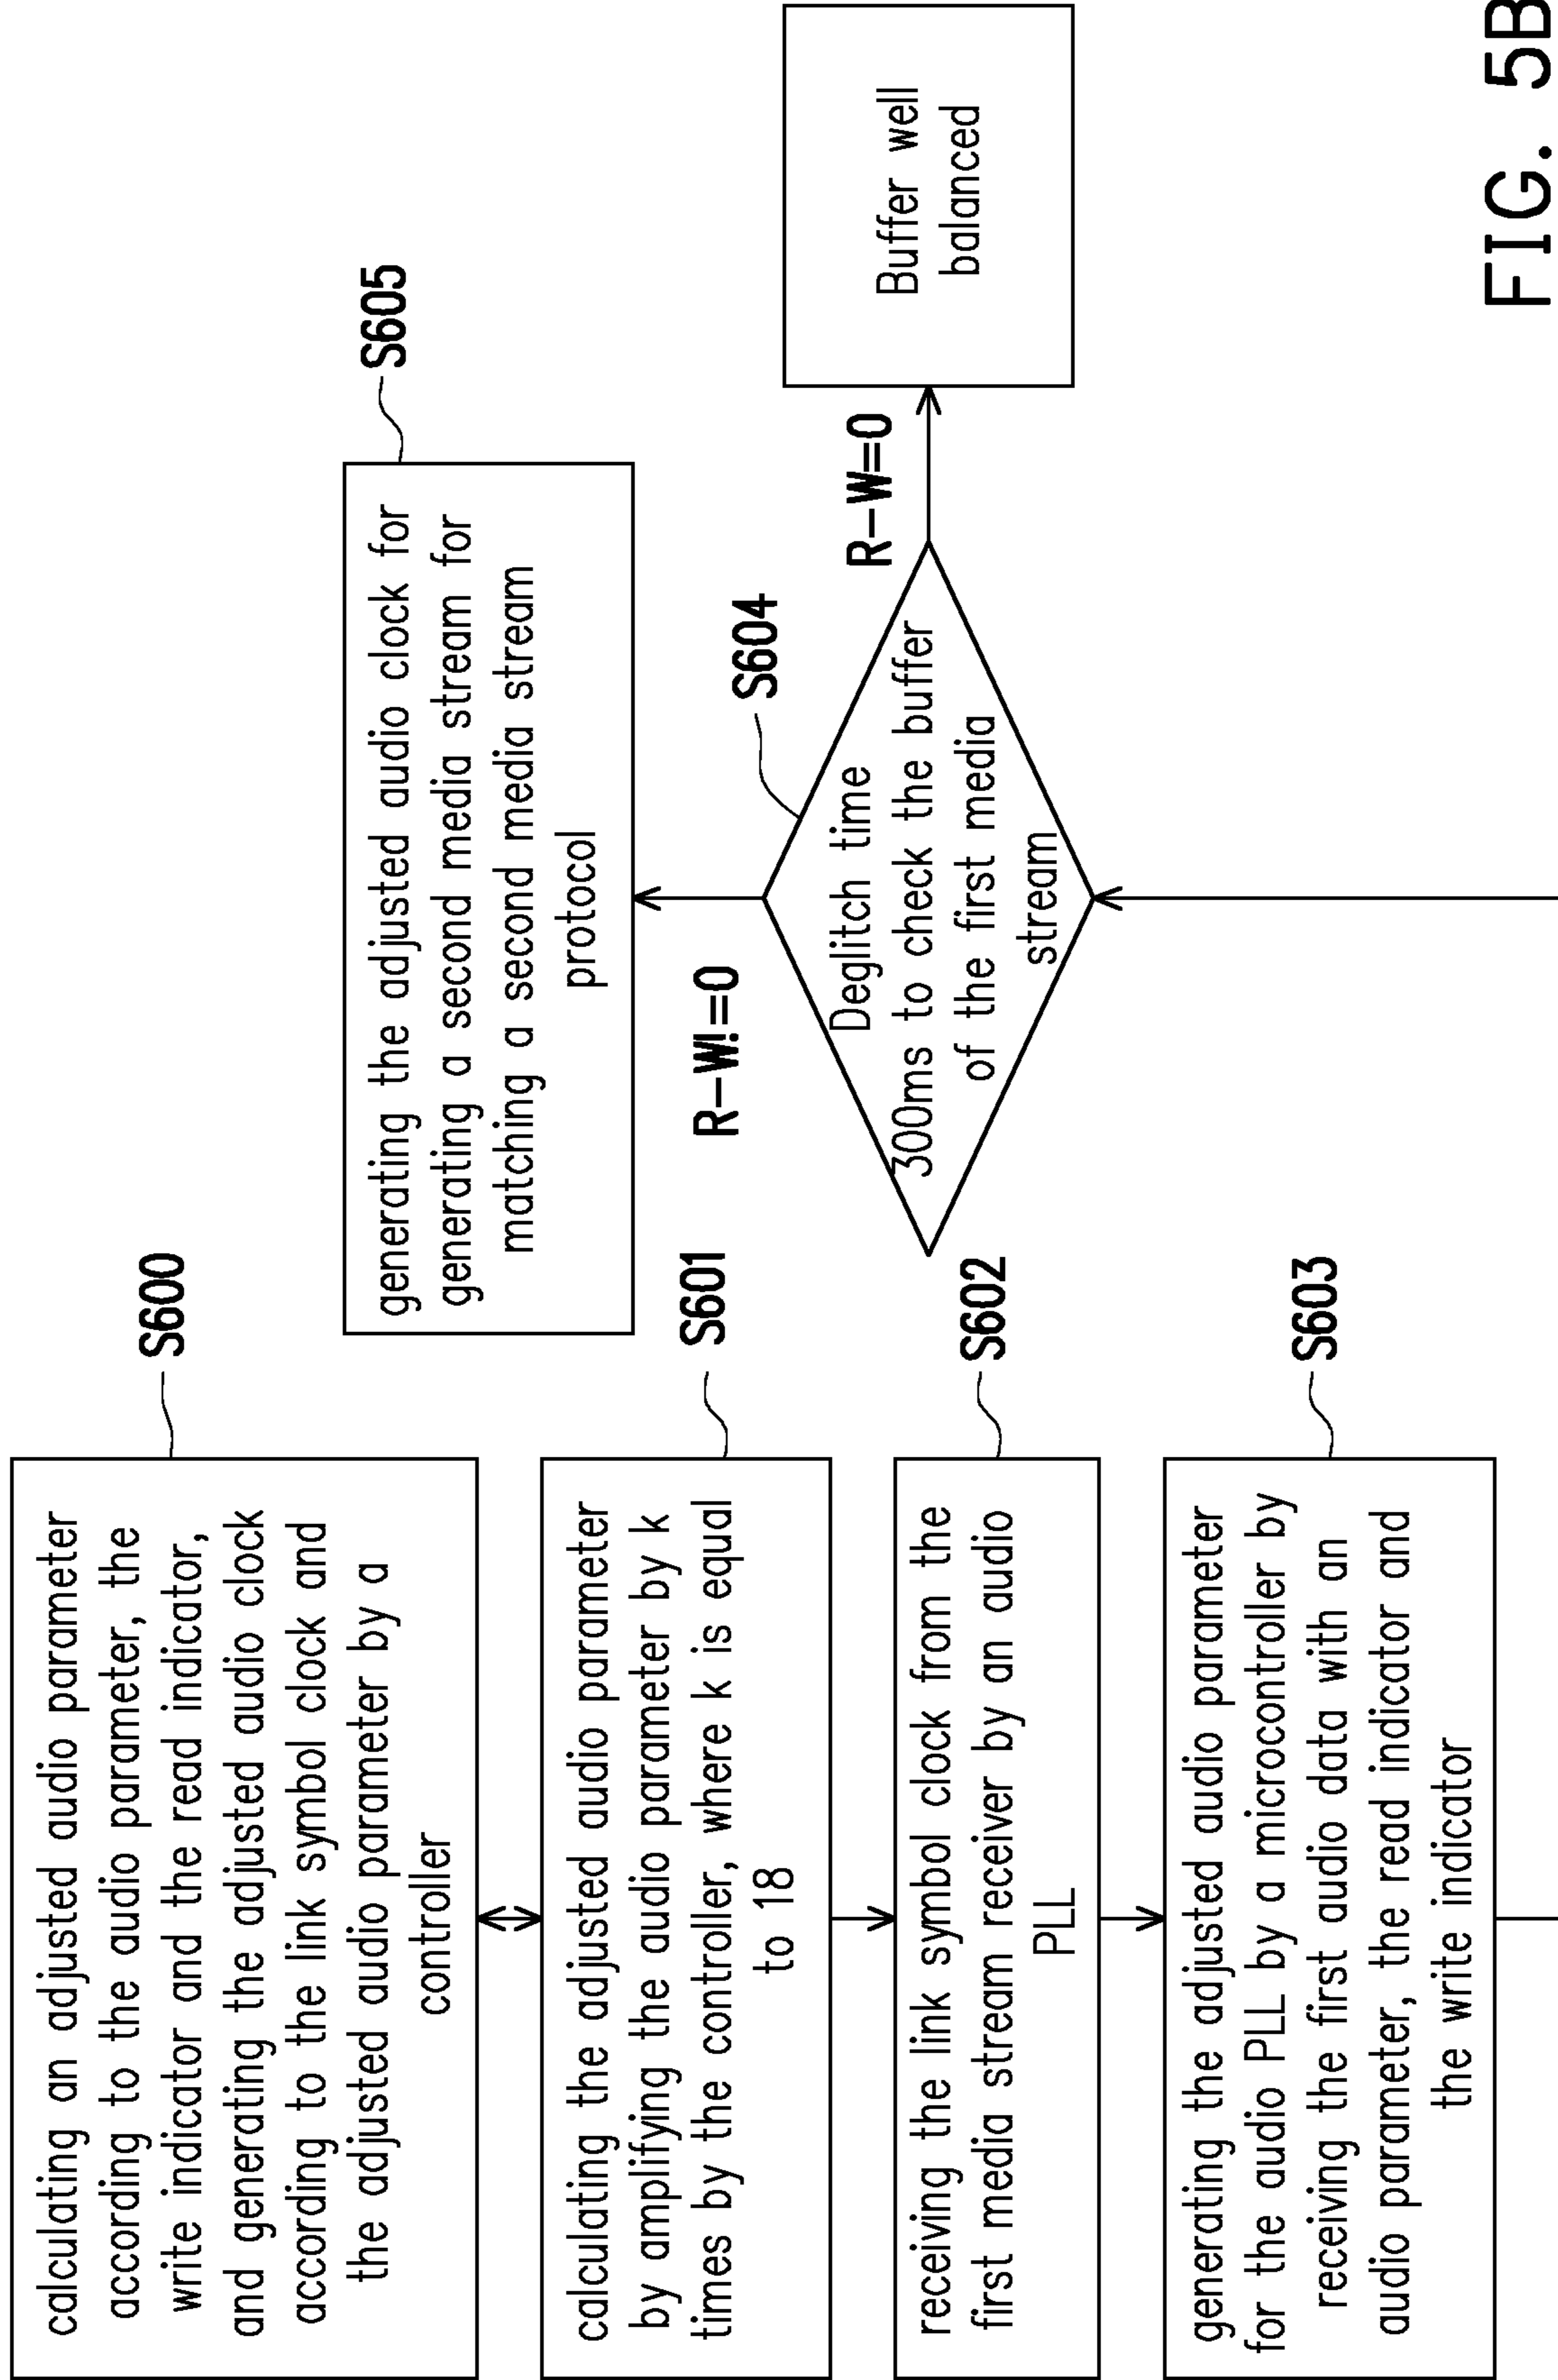 calculating an adjusted audio parameter
according to the audio parameter, the
write indicator and the read indicator,
and generating the adjusted audio clock
according to the link symbol clock and
the adjusted audio parameter by a
controller
S600
calculating the adjusted audio parameter
by amplifying the audio parameter by k
times by the controller, where k is equal
to 18
S601
receiving the link symbol clock from the
first media stream receiver by an audio
PLL
S602
generating the adjusted audio parameter
for the audio PLL by a microcontroller by
receiving the first audio data with an
audio parameter, the read indicator and
the write indicator
S603
generating the adjusted audio clock for
generating a second media stream for
matching a second media stream
protocol
S605
R-W!=0
Deglitch time
300ms to check the buffer
of the first media
stream
S604
R-W=0
Buffer well
balanced
FIG. 5B